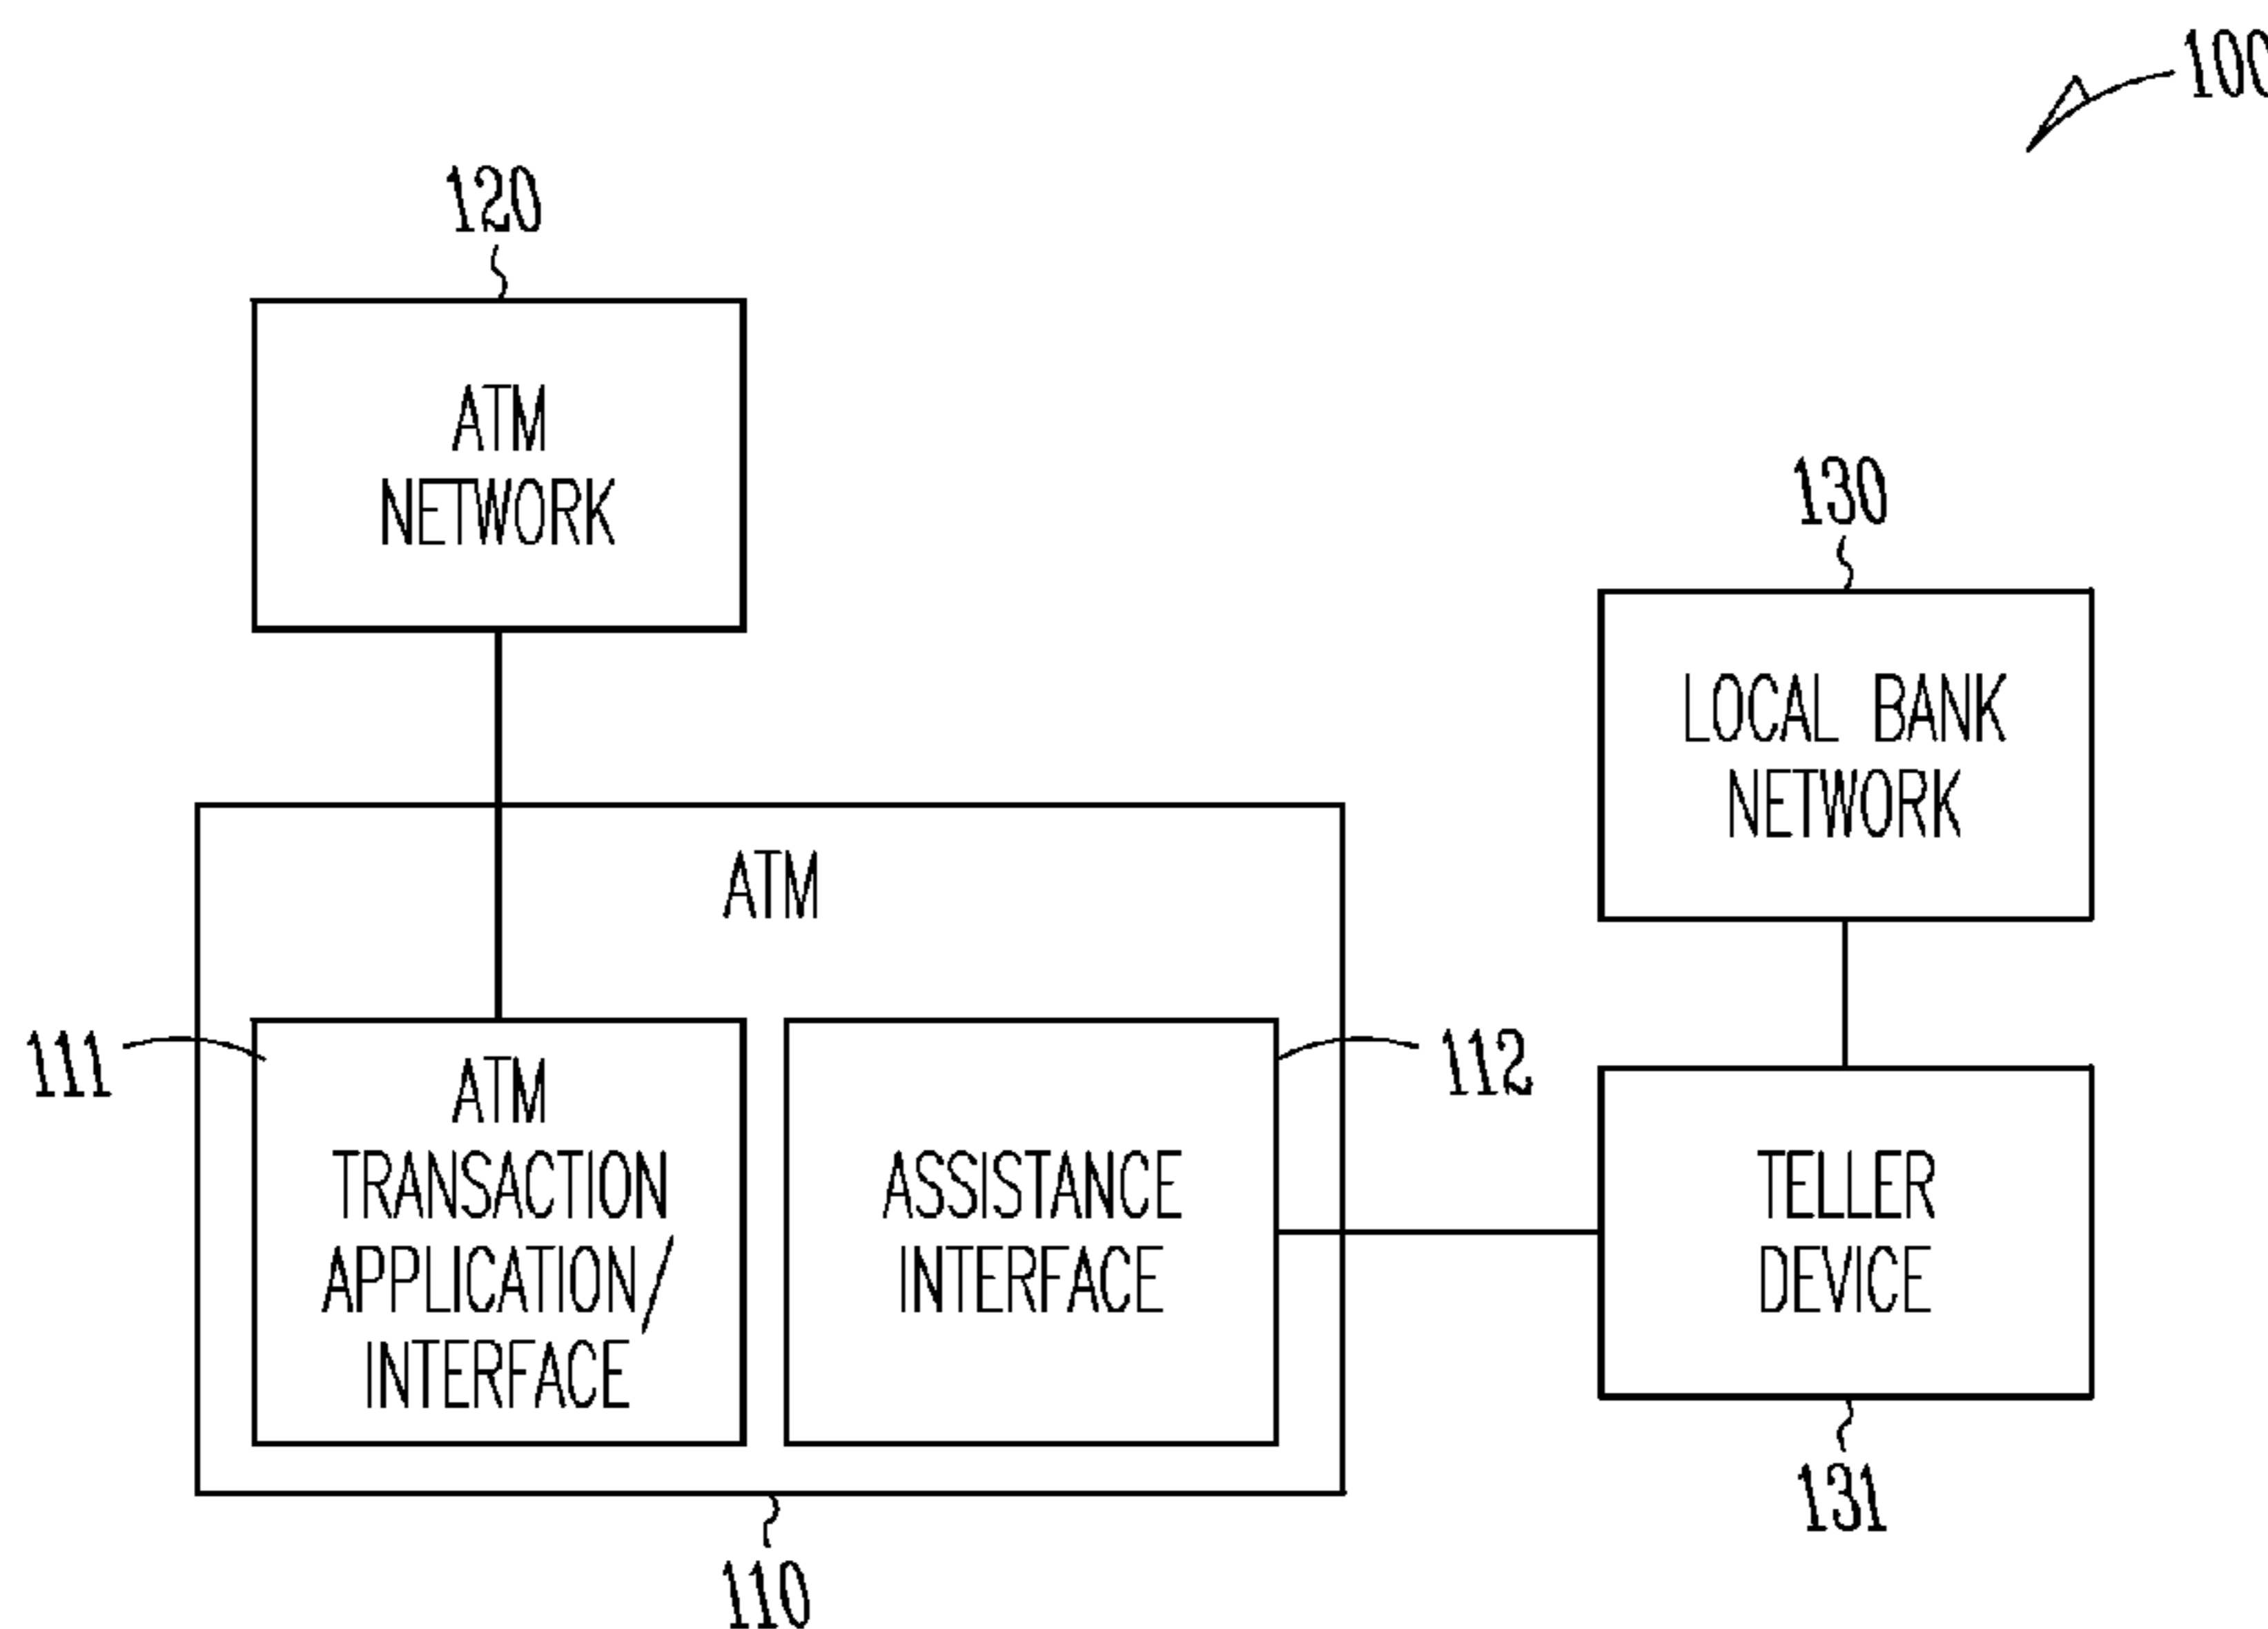 100
120
ATM
NETWORK
130
LOCAL BANK
NETWORK
ATM
111
ATM
TRANSACTION
APPLICATION/
INTERFACE
ASSISTANCE
INTERFACE
112
TELLER
DEVICE
131
110